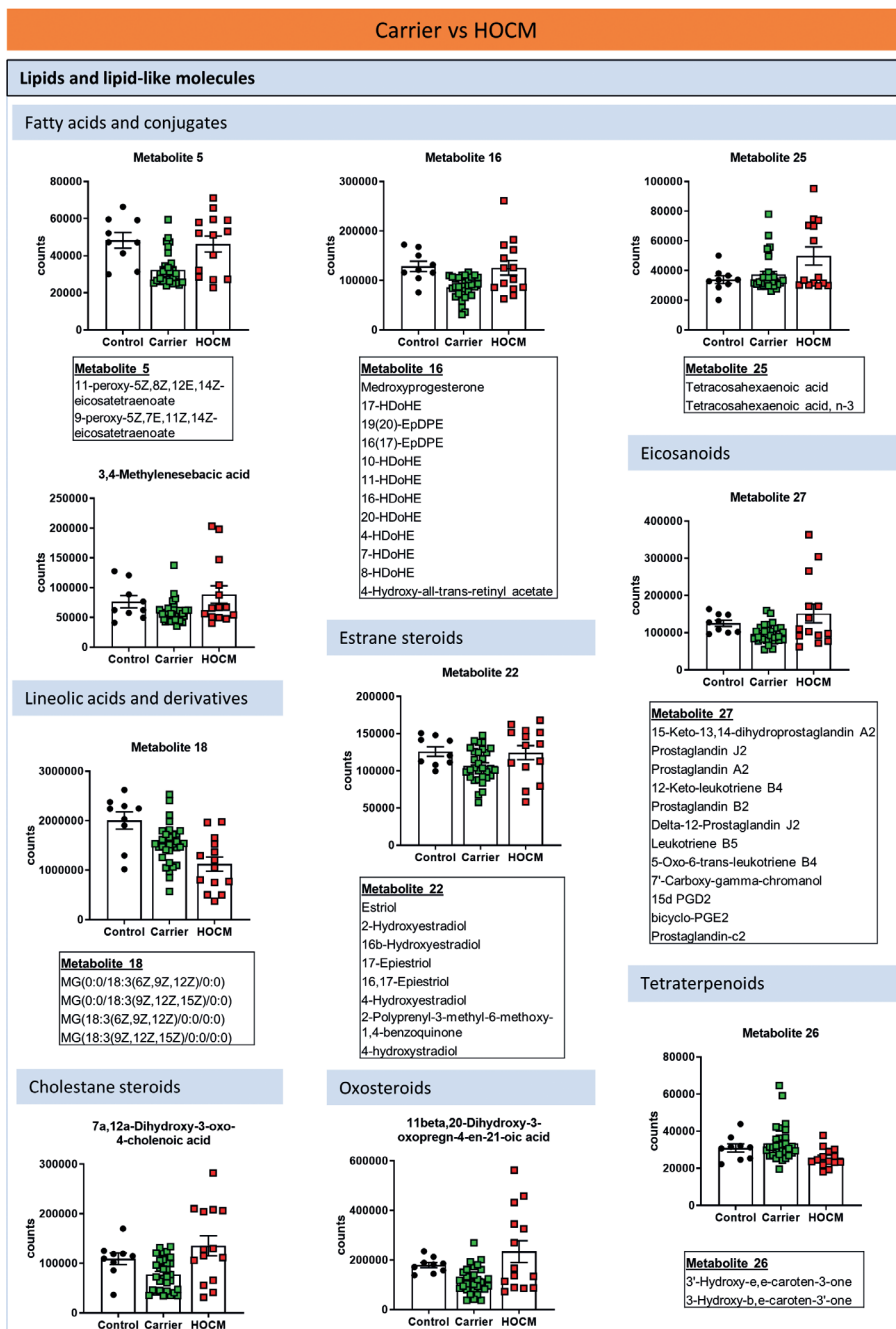 Carrier vs HOCM
Lipids and lipid-like molecules
Fatty acids and conjugates
Metabolite 5
80000
60000
40000
20000
0
counts
Control Carrier HOCM
Metabolite 5
11-peroxy-5Z,8Z,12E,14Z-
eicosatetraenoate
9-peroxy-5Z,7E,11Z,14Z-
eicosatetraenoate
3,4-Methylenesebacic acid
250000
200000
150000
100000
50000
0
counts
Control Carrier HOCM
Metabolite 16
300000
200000
100000
0
counts
Control Carrier HOCM
Metabolite 16
Medroxyprogesterone
17-HDoHE
19(20)-EpDPE
16(17)-EpDPE
10-HDoHE
11-HDoHE
16-HDoHE
20-HDoHE
4-HDoHE
7-HDoHE
8-HDoHE
4-Hydroxy-all-trans-retinyl acetate
Metabolite 25
100000
80000
60000
40000
20000
0
counts
Control Carrier HOCM
Metabolite 25
Tetracosahexaenoic acid
Tetracosahexaenoic acid, n-3
Eicosanoids
Metabolite 27
400000
300000
200000
100000
0
counts
Control Carrier HOCM
Metabolite 27
15-Keto-13,14-dihydroprostaglandin A2
Prostaglandin J2
Prostaglandin A2
12-Keto-leukotriene B4
Prostaglandin B2
Delta-12-Prostaglandin J2
Leukotriene B5
5-Oxo-6-trans-leukotriene B4
7'-Carboxy-gamma-chromanol
15d PGD2
bicyclo-PGE2
Prostaglandin-c2
Lineolic acids and derivatives
Metabolite 18
3000000
2000000
1000000
0
counts
Control Carrier HOCM
Metabolite 18
MG(0:0/18:3(6Z,9Z,12Z)/0:0)
MG(0:0/18:3(9Z,12Z,15Z)/0:0)
MG(18:3(6Z,9Z,12Z)/0:0/0:0)
MG(18:3(9Z,12Z,15Z)/0:0/0:0)
Estrane steroids
Metabolite 22
200000
150000
100000
50000
0
counts
Control Carrier HOCM
Metabolite 22
Estriol
2-Hydroxyestradiol
16b-Hydroxyestradiol
17-Epiestriol
16,17-Epiestriol
4-Hydroxyestradiol
2-Polyprenyl-3-methyl-6-methoxy-
1,4-benzoquinone
4-hydroxystradiol
Cholestane steroids
7a,12a-Dihydroxy-3-oxo-
4-cholenoic acid
300000
200000
100000
0
counts
Control Carrier HOCM
Oxosteroids
11beta,20-Dihydroxy-3-
oxopregn-4-en-21-oic acid
600000
400000
200000
0
counts
Control Carrier HOCM
Tetraterpenoids
Metabolite 26
80000
60000
40000
20000
0
counts
Control Carrier HOCM
Metabolite 26
3'-Hydroxy-e,e-caroten-3-one
3-Hydroxy-b,e-caroten-3'-one